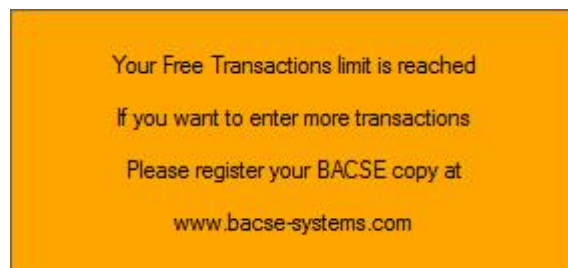 Your Free Transactions limit is reached
If you want to enter more transactions
Please register your BACSE copy at
www.bacse-systems.com